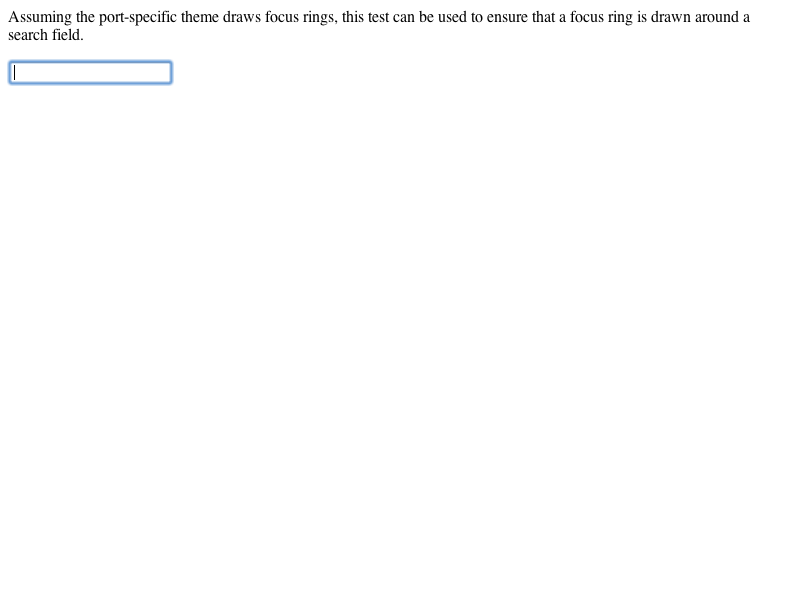 Assuming the port-specific theme draws focus rings, this test can be used to ensure that a focus ring is drawn around a
search field.